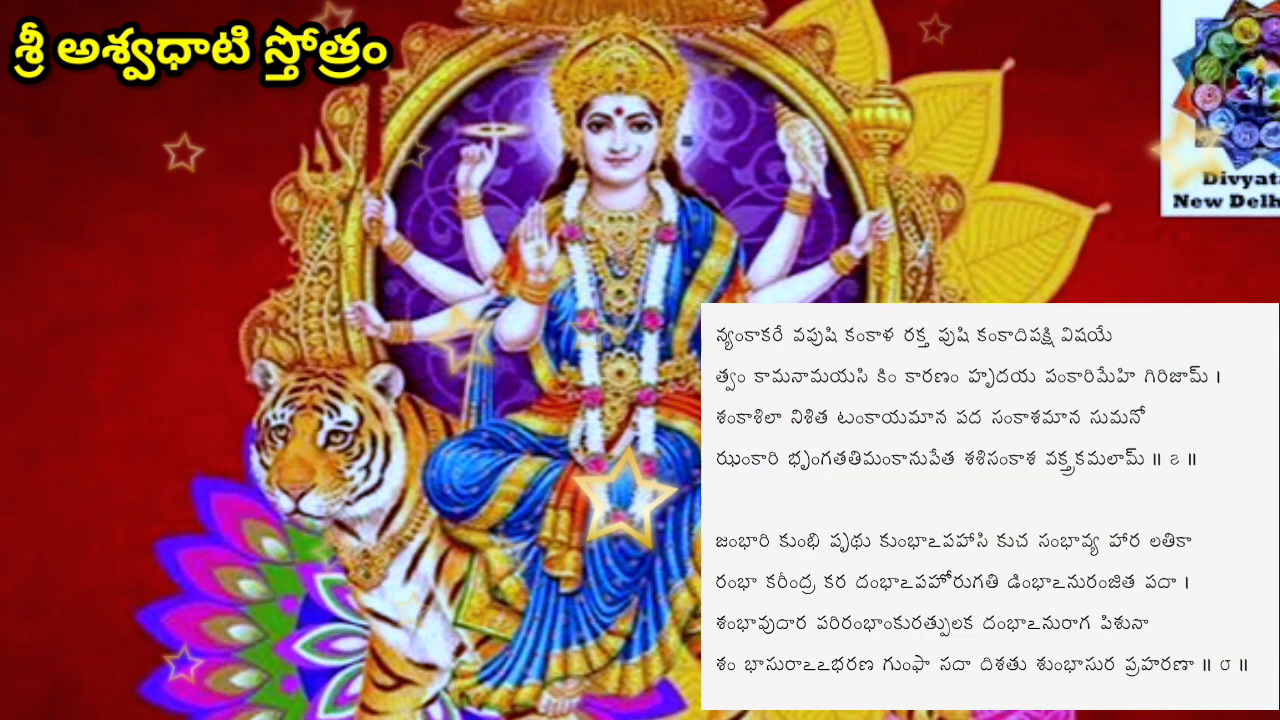 శ్రీ అశ్వధాటి స్తోత్రం
Divyat
New Delh
న్యంకాకరే వపుషి కంకాళ రక్త పుషి కంకాదిపక్షి విషయే
త్వం కామనామయసి కిం కారణం హృదయ పంకారిమేహి గిరిజామ్ ।
శంకాశిలా నిశిత టంకాయమాన పద సంకాశమాన సుమనో
ఝంకారి భృంగతతిమంకానుపేత శశిసంకాశ వక్త్రకమలామ్ ॥ ౭ ॥
జంభారి కుంభి పృథు కుంభాఽపహాసి కుచ సంభావ్య హార లతికా
రంభా కరీంద్ర కర దంభాఽపహోరుగతి డింభాఽనురంజిత పదా ।
శంభావుదార పరిరంభాంకురత్పులక దంభాఽనురాగ పిశునా
శం భాసురాఽఽభరణ గుంఫా సదా దిశతు శుంభాసుర ప్రహరణా ॥ ౮ ॥